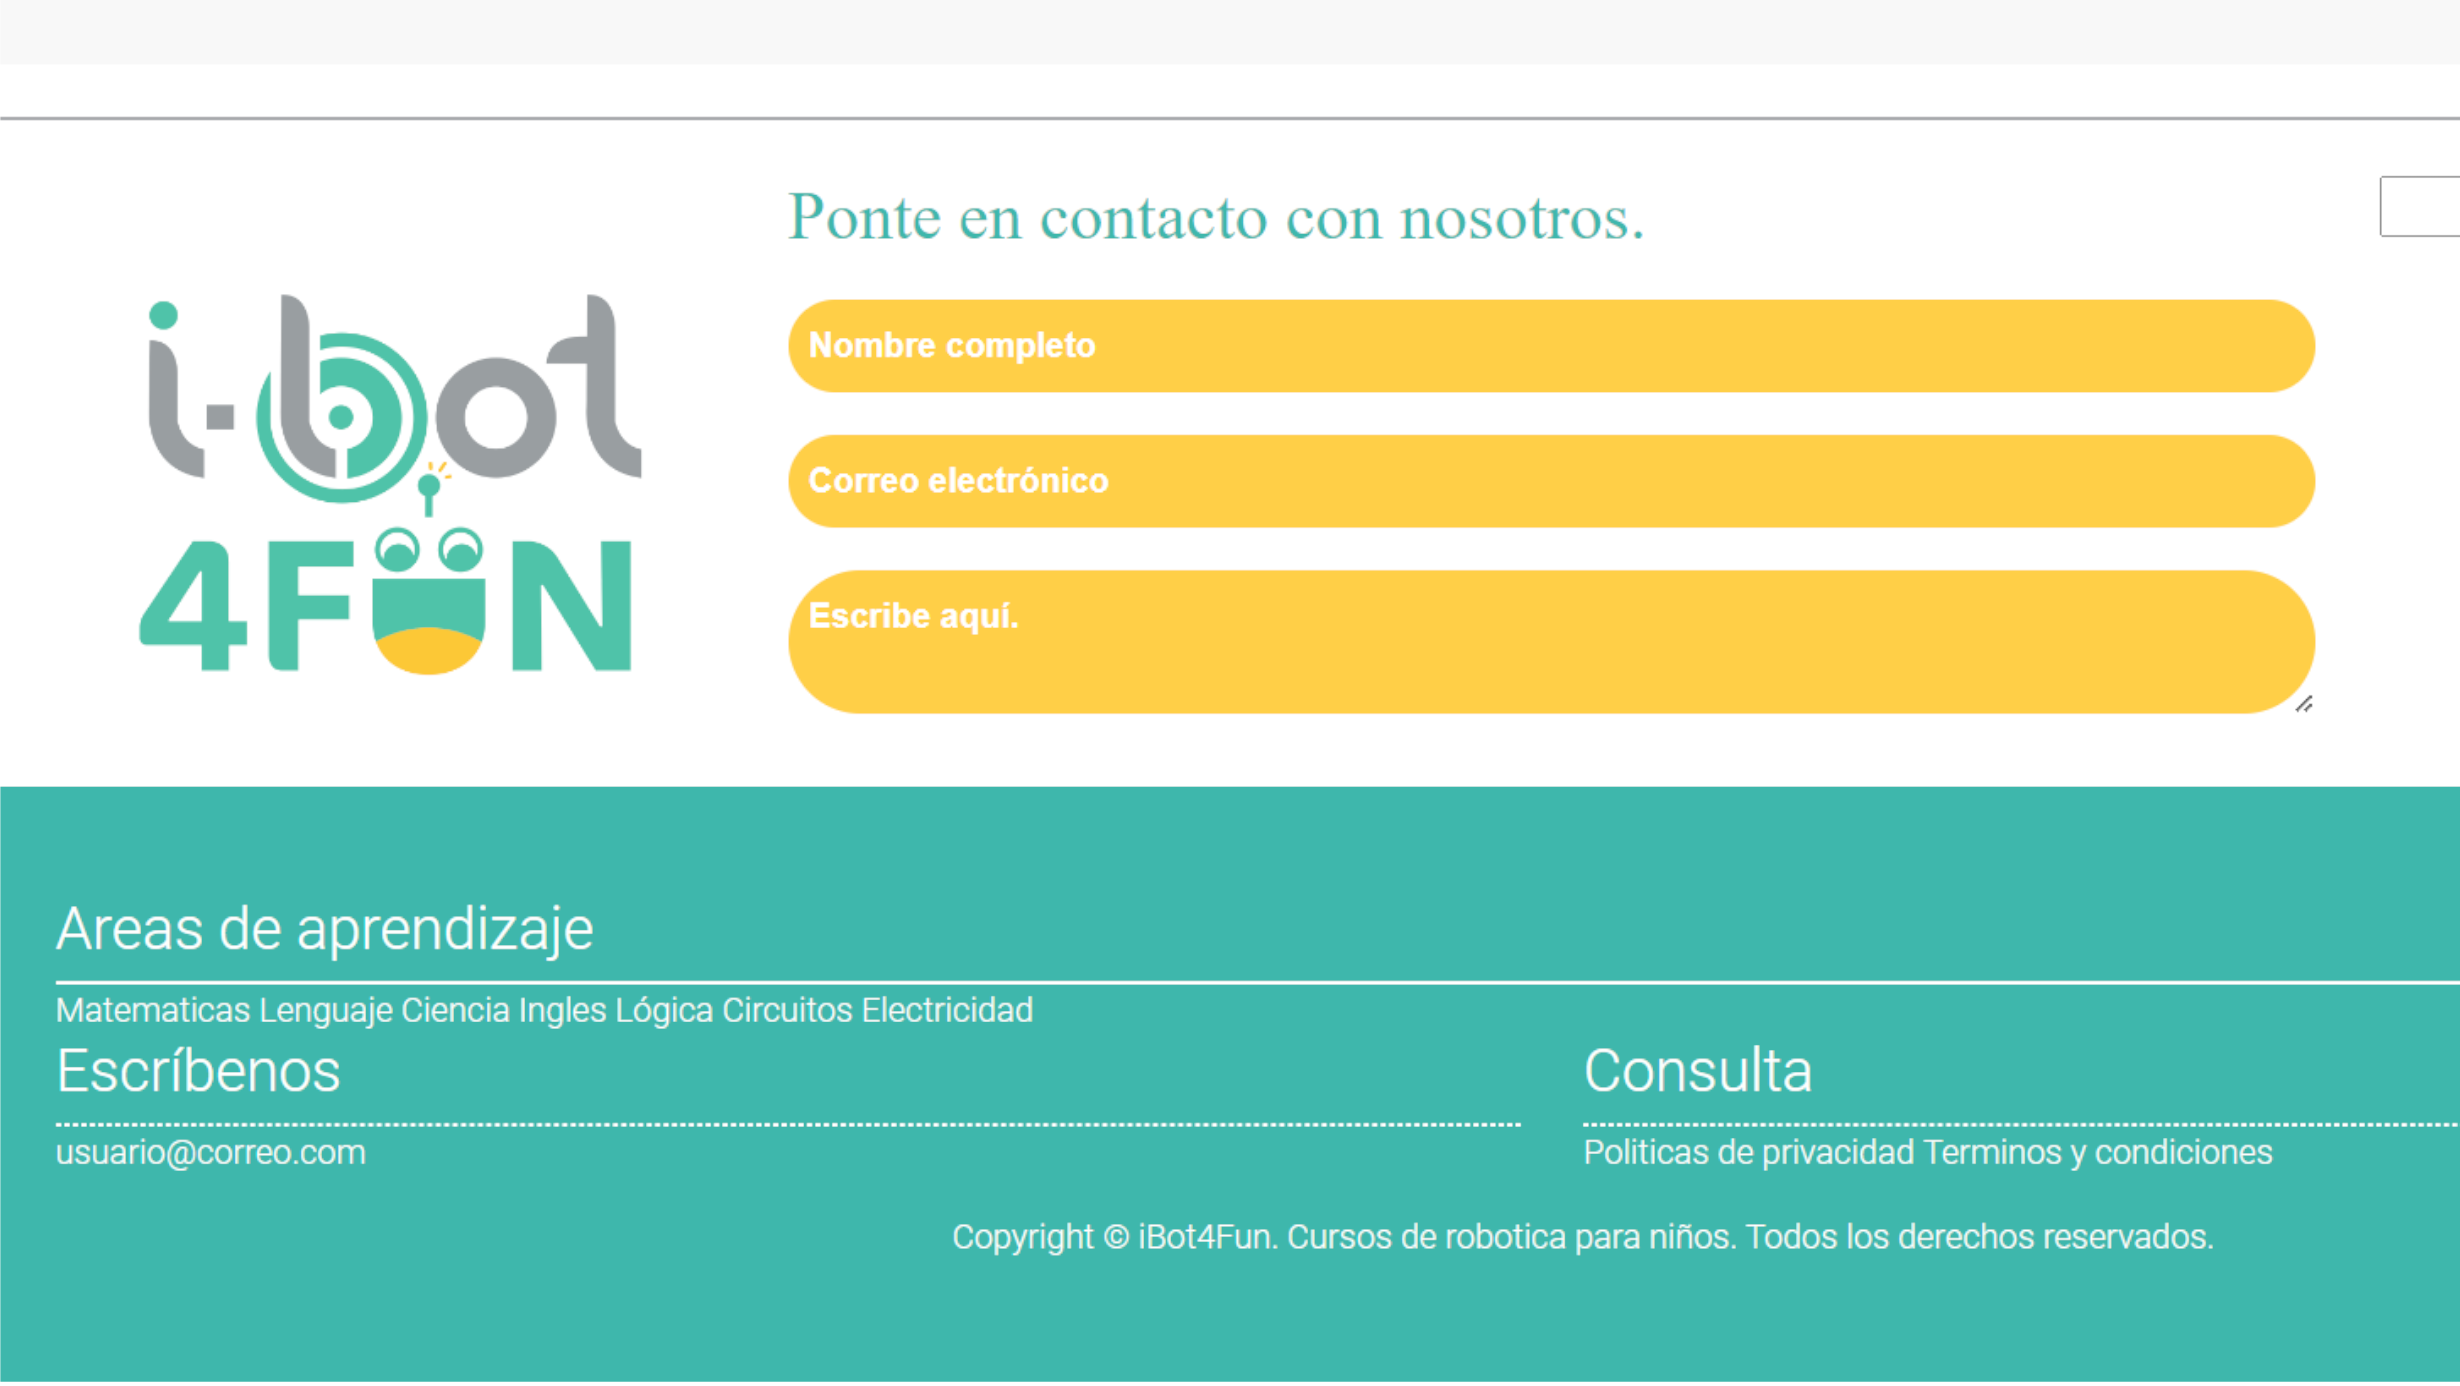 Ponte en contacto con nosotros.
i-bot
4FÜN
Nombre completo
Correo electrónico
Escribe aquí.
Areas de aprendizaje
Matematicas Lenguaje Ciencia Ingles Lógica Circuitos Electricidad
Escríbenos
usuario@correo.com
Consulta
Politicas de privacidad Terminos y condiciones
Copyright © iBot4Fun. Cursos de robotica para niños. Todos los derechos reservados.